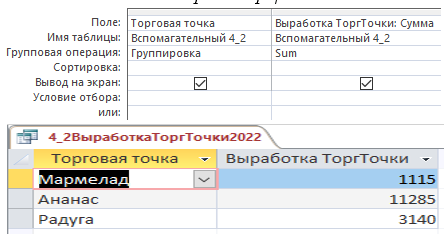 Поле: Торговая точка Выработка ТоргТочки: Сумма
Имя таблицы: Вспомагательный 4_2 Вспомагательный 4_2
Групповая операция: Группировка Sum
Сортировка:
Вывод на экран:
Условие отбора:
или:
4_2ВыработкаТоргТочки2022
Торговая точка Выработка ТоргТочки
Мармелад 1115
Ананас 11285
Радуга 3140